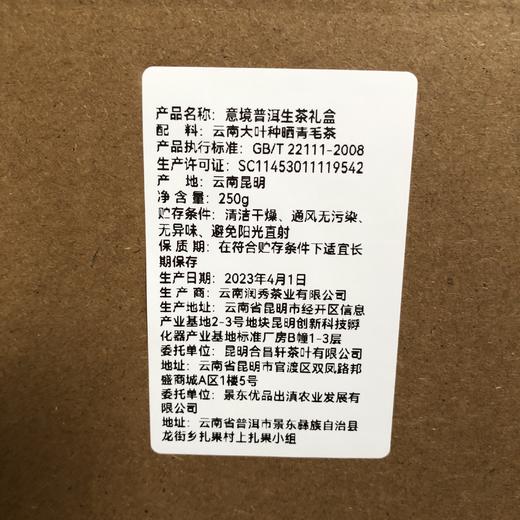 产品名称：意境普洱生茶礼盒
配　　料：云南大叶种晒青毛茶
产品执行标准：GB/T 22111-2008
生产许可证：SC11453011119542
产　　地：云南昆明
净 含 量：250g
贮存条件：清洁干燥、通风无污染、
无异味、避免阳光直射
保 质 期：在符合贮存条件下适宜长
期保存
生产日期：2023年4月1日
生 产 商：云南润秀茶业有限公司
生产地址：云南省昆明市经开区信息
产业基地2-3号地块昆明创新科技孵
化器产业基地标准厂房B幢1-3层
委托单位：昆明合昌轩茶叶有限公司
地址：云南省昆明市官渡区双凤路邦
盛商城A区1楼5号
委托单位：景东优品出滇农业发展有
限公司
地址：云南省普洱市景东彝族自治县
龙街乡扎果村上扎果小组